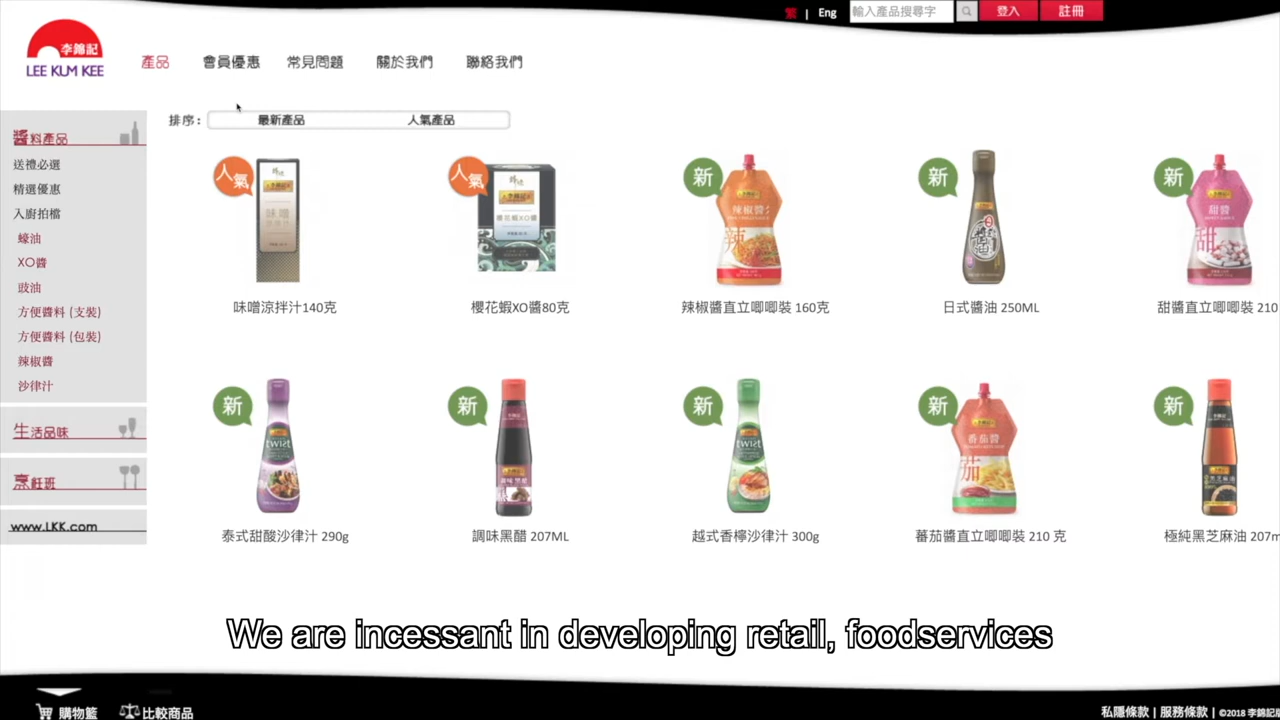 繁 | Eng 輸入產品搜尋字 登入 註冊
李錦記
LEE KUM KEE
產品 會員優惠 常見問題 關於我們 聯絡我們
排序: 最新產品 人氣產品
醬料產品
送禮必選
精選優惠
入廚拍檔
蠔油
XO醬
豉油
方便醬料 (支裝)
方便醬料 (包裝)
辣椒醬
沙律汁
生活品味
烹飪班
www.LKK.com
人氣 人氣 新 新 新
味噌涼拌汁140克 櫻花蝦XO醬80克 辣椒醬直立唧唧裝 160克 日式醬油 250ML 甜醬直立唧唧裝 210
新 新 新 新 新
泰式甜酸沙律汁 290g 調味黑醋 207ML 越式香檸沙律汁 300g 蕃茄醬直立唧唧裝 210 克 極純黑芝麻油 207m
We are incessant in developing retail, foodservices
購物籃 比較商品 私隱條款 | 服務條款 | ©2018 李錦記